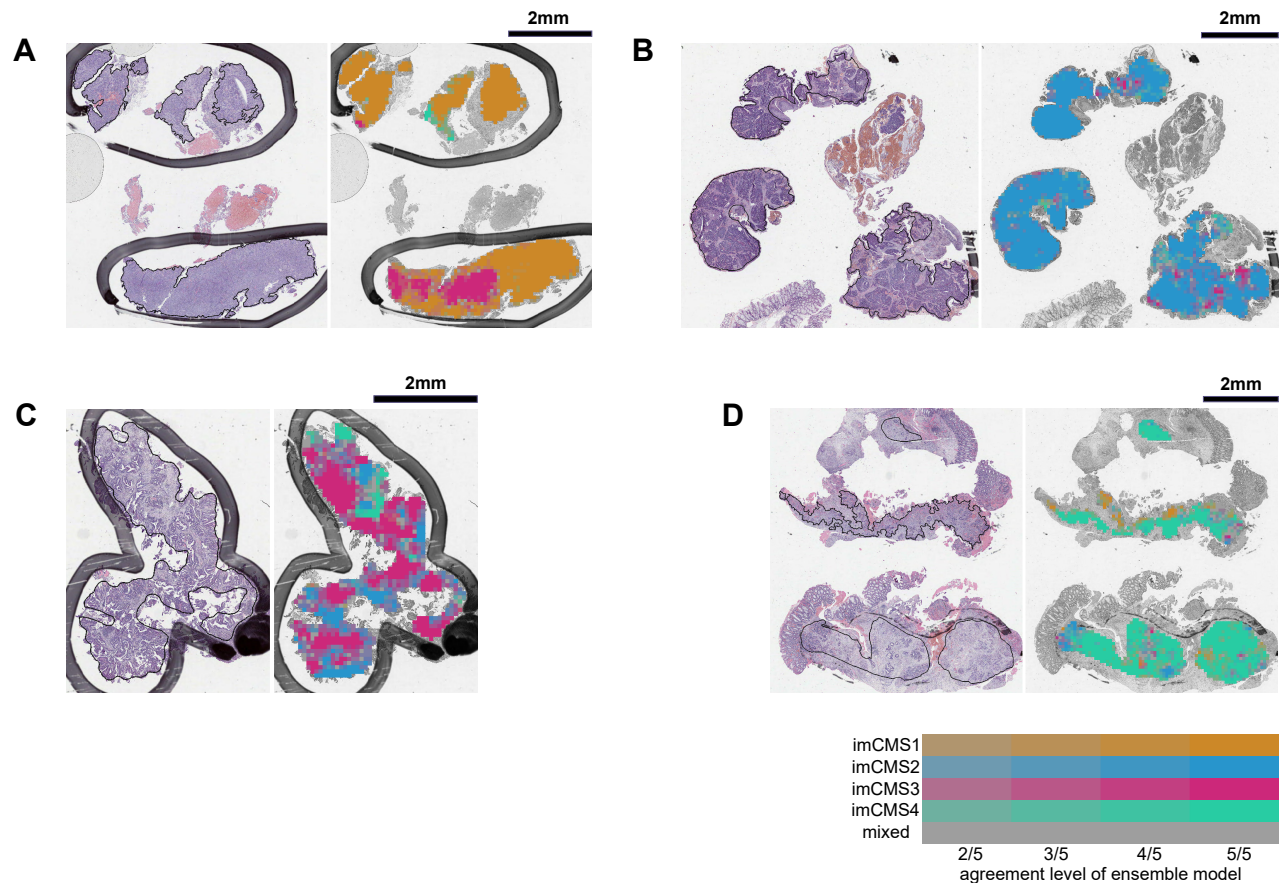 2mm
A
2mm
B
2mm
C
2mm
D
imCMS1
imCMS2
imCMS3
imCMS4
mixed
2/5 3/5 4/5 5/5
agreement level of ensemble model